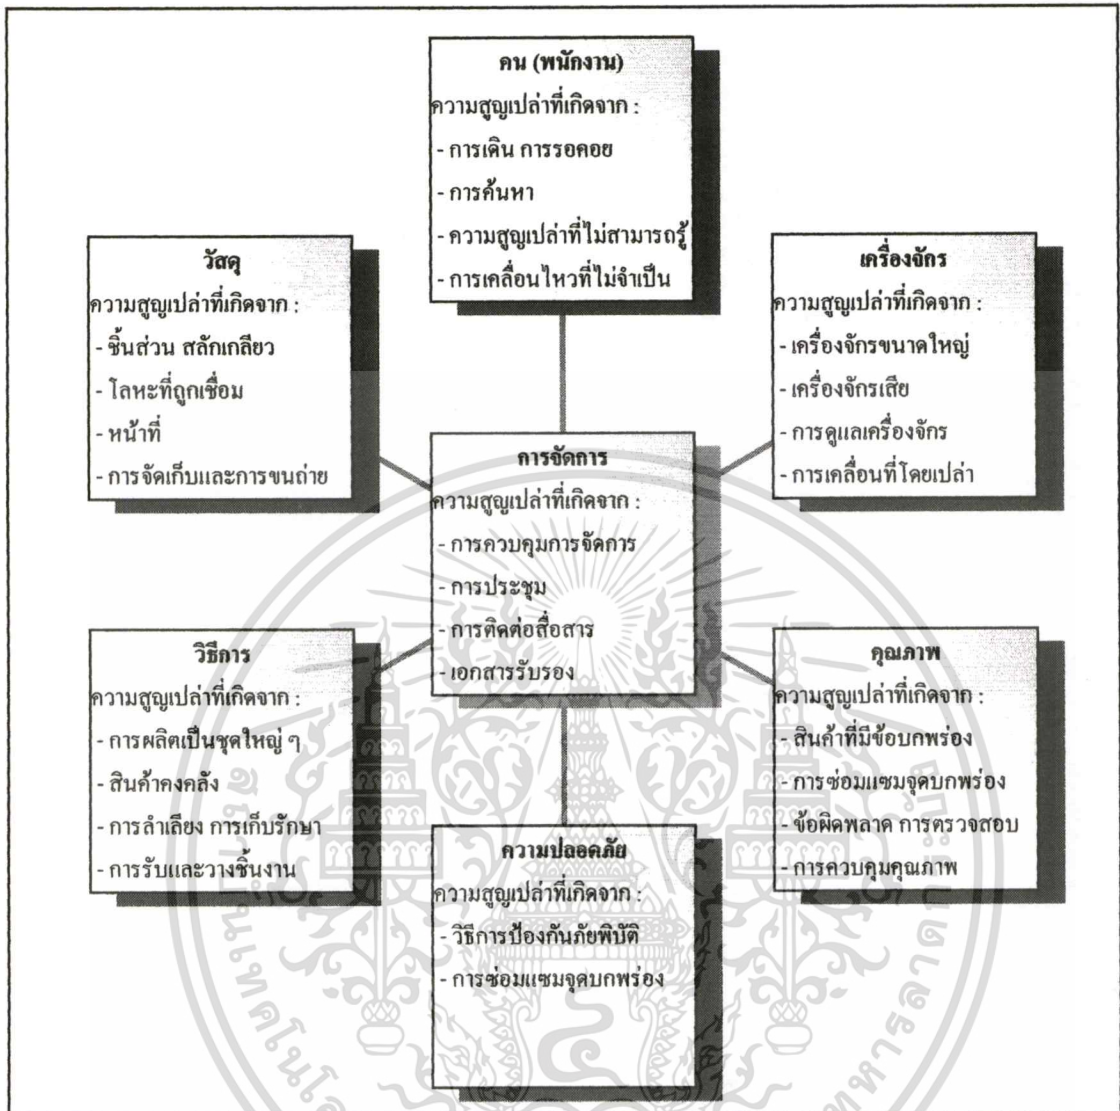 คน (พนักงาน)
ความสูญเปล่าที่เกิดจาก :
- การเดิน การรอคอย
- การค้นหา
- ความสูญเปล่าที่ไม่สามารถรู้
- การเคลื่อนไหวที่ไม่จำเป็น
วัสดุ
ความสูญเปล่าที่เกิดจาก :
- ชิ้นส่วน สลักเกลียว
- โลหะที่ถูกเชื่อม
- หน้าที่
- การจัดเก็บและการขนถ่าย
เครื่องจักร
ความสูญเปล่าที่เกิดจาก :
- เครื่องจักรขนาดใหญ่
- เครื่องจักรเสีย
- การดูแลเครื่องจักร
- การเคลื่อนที่โดยเปล่า
การจัดการ
ความสูญเปล่าที่เกิดจาก :
- การควบคุมการจัดการ
- การประชุม
- การติดต่อสื่อสาร
- เอกสารรับรอง
วิธีการ
ความสูญเปล่าที่เกิดจาก :
- การผลิตเป็นชุดใหญ่ ๆ
- สินค้าคงคลัง
- การลำเลียง การเก็บรักษา
- การรับและวางชิ้นงาน
คุณภาพ
ความสูญเปล่าที่เกิดจาก :
- สินค้าที่มีข้อบกพร่อง
- การซ่อมแซมจุดบกพร่อง
- ข้อผิดพลาด การตรวจสอบ
- การควบคุมคุณภาพ
ความปลอดภัย
ความสูญเปล่าที่เกิดจาก :
- วิธีการป้องกันภัยพิบัติ
- การซ่อมแซมจุดบกพร่อง